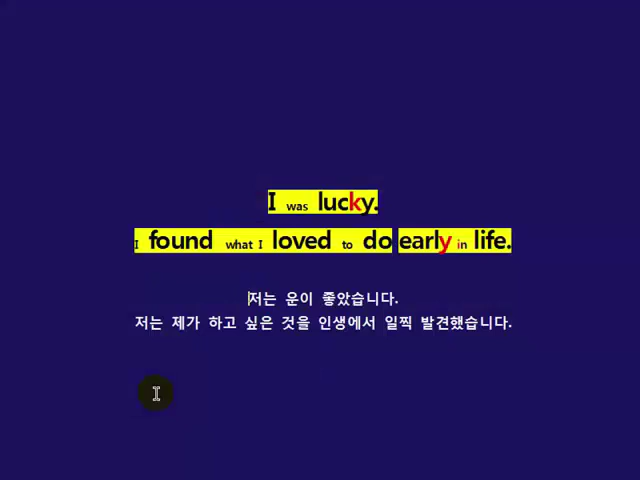 I was lucky.
I found what I loved to do early in life.
저는 운이 좋았습니다.
저는 제가 하고 싶은 것을 인생에서 일찍 발견했습니다.